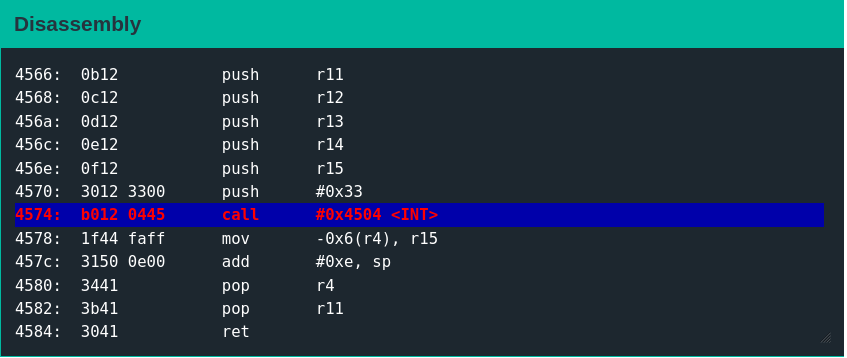 Disassembly
4566: 0b12 push r11
4568: 0c12 push r12
456a: 0d12 push r13
456c: 0e12 push r14
456e: 0f12 push r15
4570: 3012 3300 push #0x33
4574: b012 0445 call #0x4504 <INT>
4578: 1f44 faff mov -0x6(r4), r15
457c: 3150 0e00 add #0xe, sp
4580: 3441 pop r4
4582: 3b41 pop r11
4584: 3041 ret